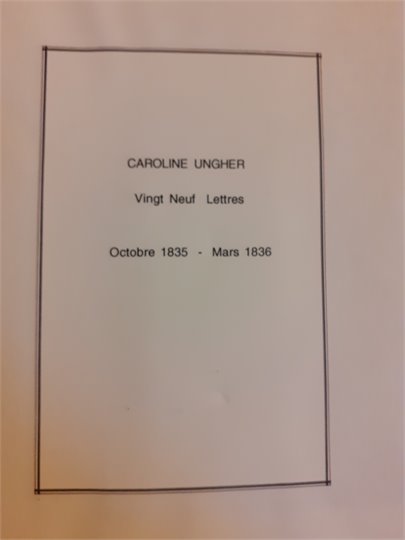 CAROLINE UNGHER
Vingt Neuf Lettres
Octobre 1835 - Mars 1836